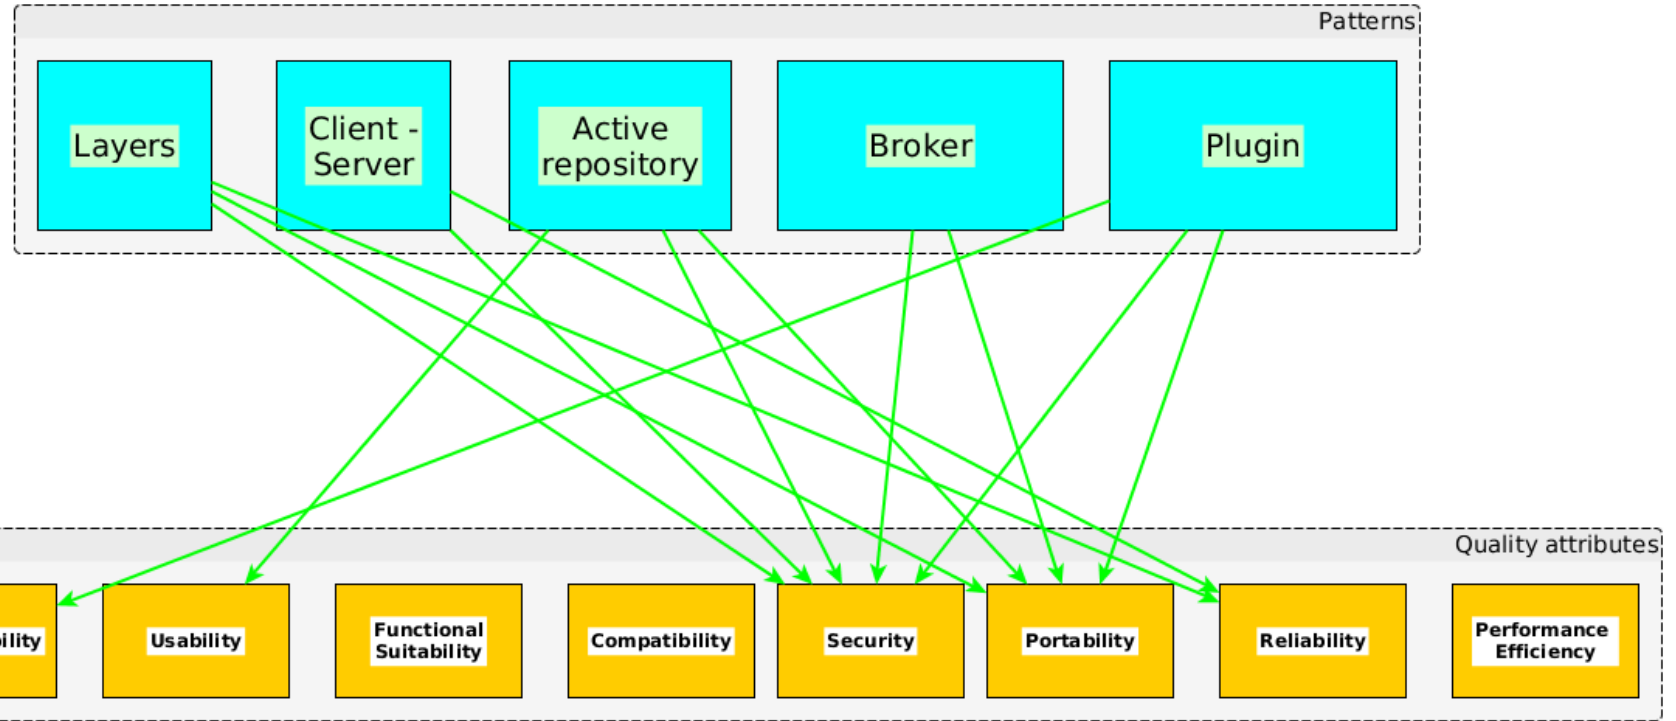 Patterns
Layers
Client -
Server
Active
repository
Broker
Plugin
Quality attributes
Usability
Functional
Suitability
Compatibility
Security
Portability
Reliability
Performance
Efficiency